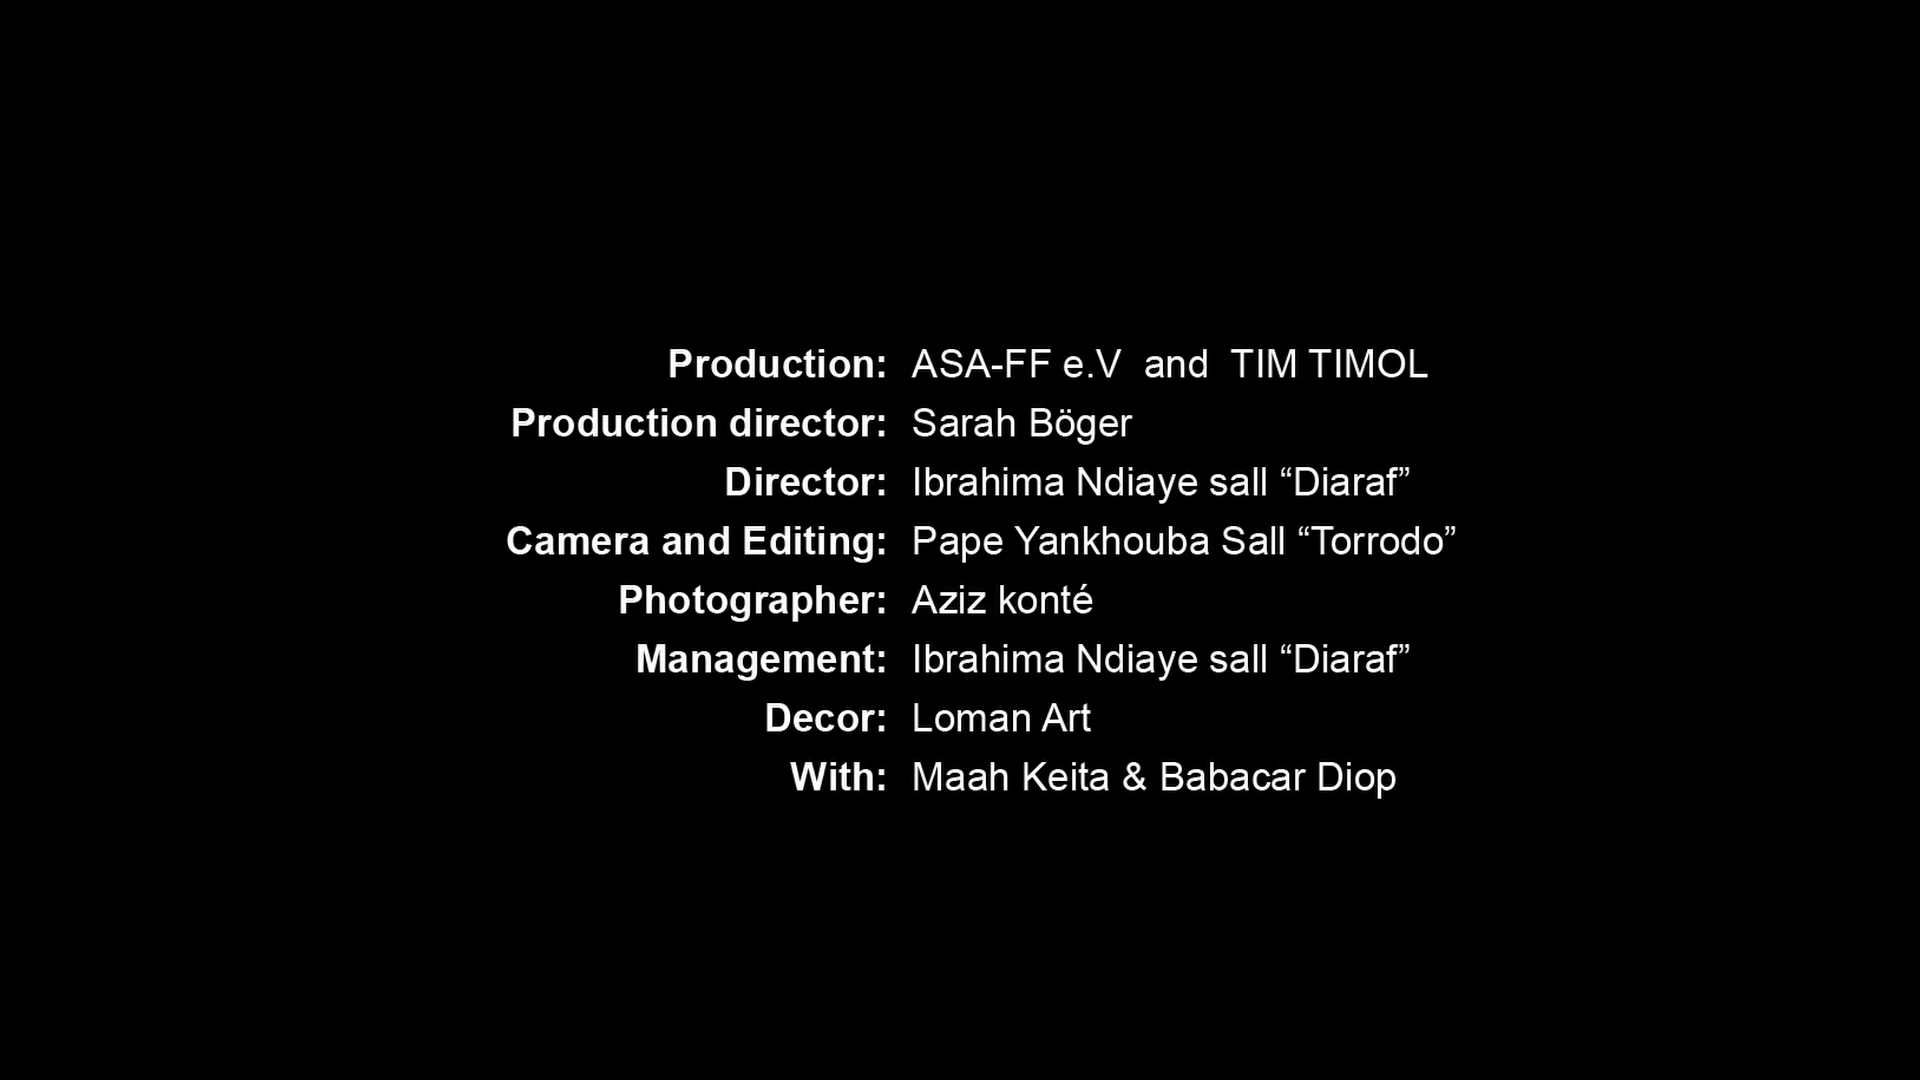 Production: ASA-FF e.V and TIM TIMOL
Production director: Sarah Böger
Director: Ibrahima Ndiaye sall “Diaraf”
Camera and Editing: Pape Yankhouba Sall “Torrodo”
Photographer: Aziz konté
Management: Ibrahima Ndiaye sall “Diaraf”
Decor: Loman Art
With: Maah Keita & Babacar Diop